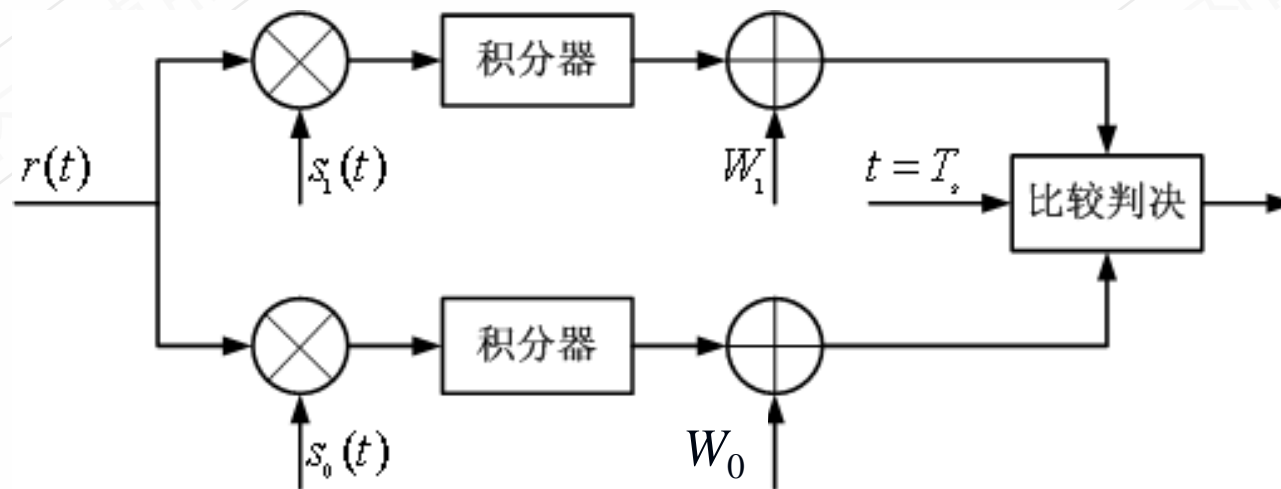 积分器
r(t)
s₁(t)
W₁
t = Tₛ
比较判决
积分器
s₀(t)
W₀